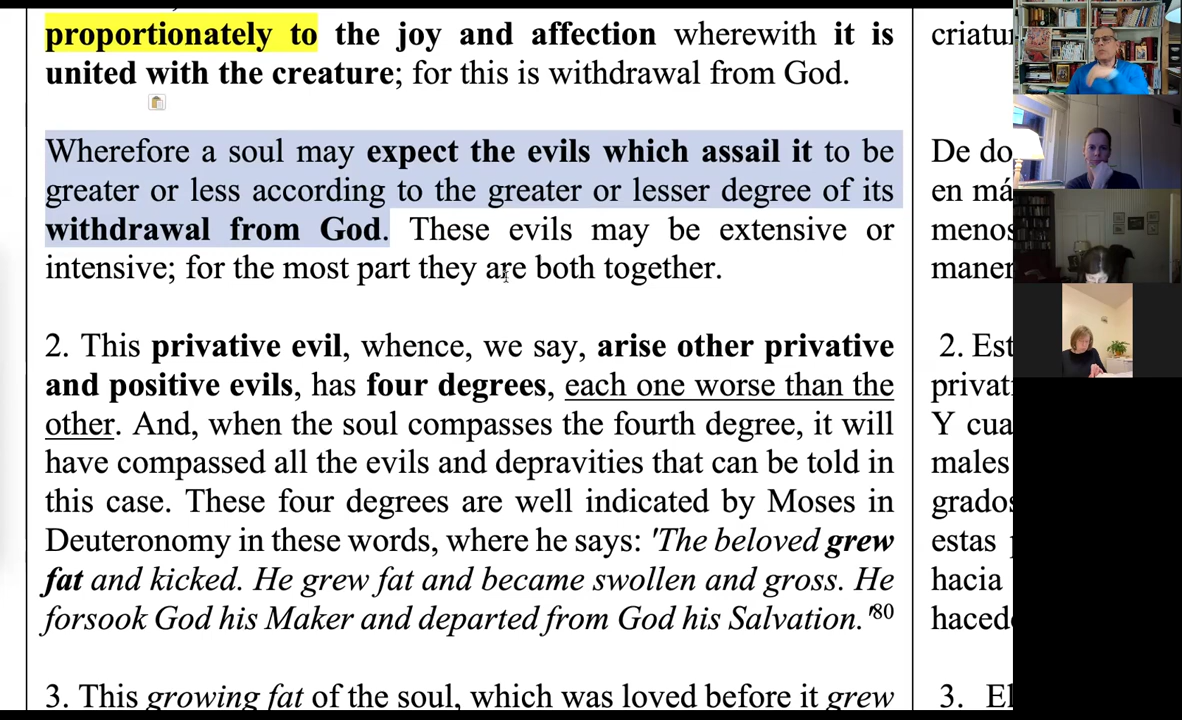 proportionately to the joy and affection wherewith it is
united with the creature; for this is withdrawal from God.
Wherefore a soul may expect the evils which assail it to be
greater or less according to the greater or lesser degree of its
withdrawal from God. These evils may be extensive or
intensive; for the most part they are both together.
2. This privative evil, whence, we say, arise other privative
and positive evils, has four degrees, each one worse than the
other. And, when the soul compasses the fourth degree, it will
have compassed all the evils and depravities that can be told in
this case. These four degrees are well indicated by Moses in
Deuteronomy in these words, where he says: 'The beloved grew
fat and kicked. He grew fat and became swollen and gross. He
forsook God his Maker and departed from God his Salvation.'80
3. This growing fat of the soul, which was loved before it grew
criatu
De do
en má
menos
maner
2. Est
privat
Y cua
males
grados
estas
hacia
haced
3. El